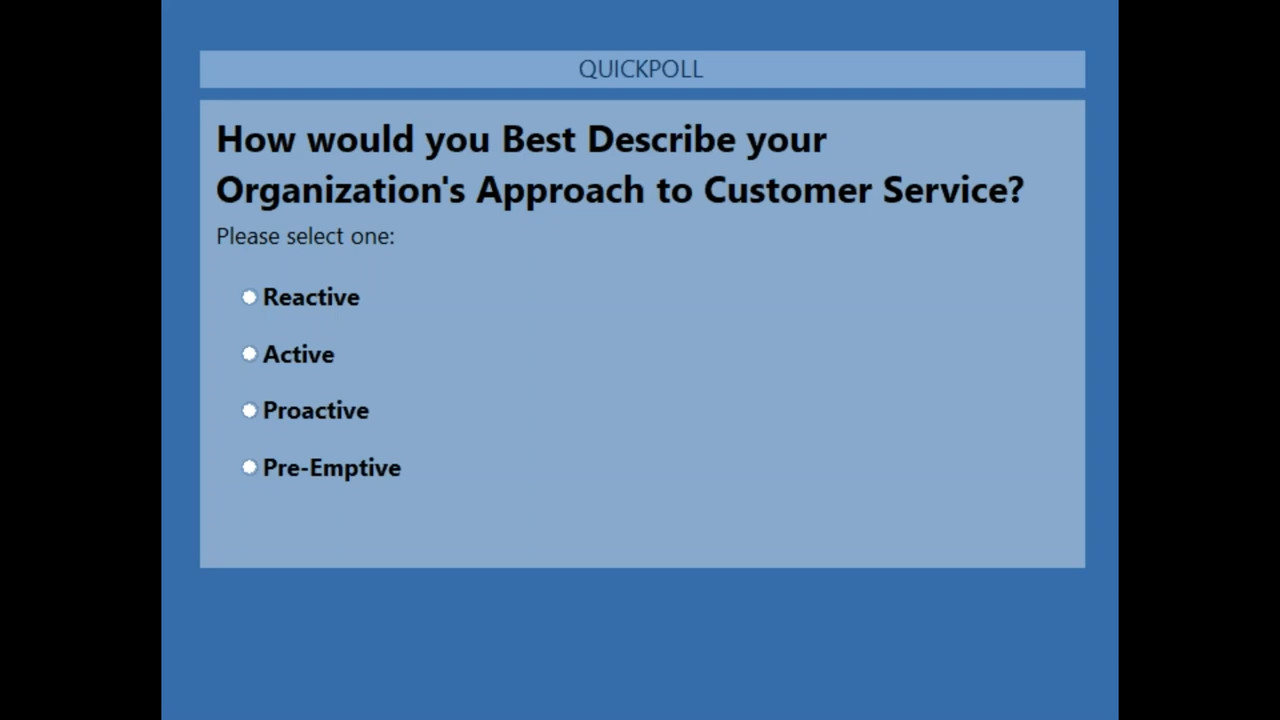 QUICKPOLL
How would you Best Describe your
Organization's Approach to Customer Service?
Please select one:
Reactive
Active
Proactive
Pre-Emptive